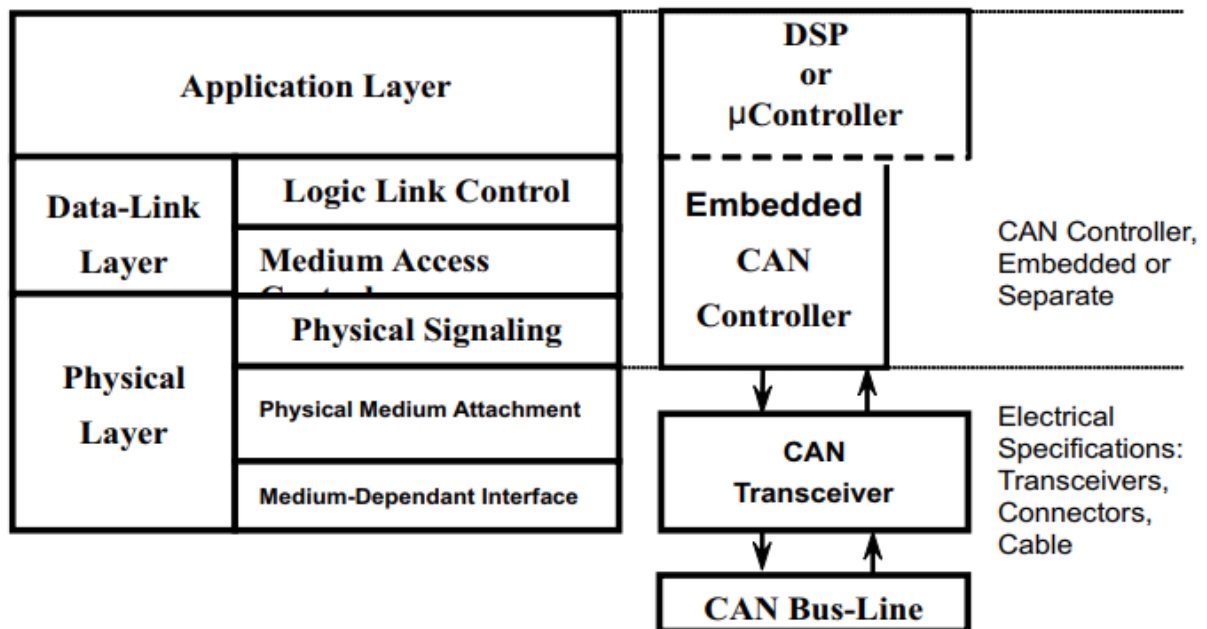 Application Layer
Data-Link
Layer
Logic Link Control
Medium Access
Physical
Layer
Physical Signaling
Physical Medium Attachment
Medium-Dependant Interface
DSP
or
μController
Embedded
CAN
Controller
CAN
Transceiver
CAN Bus-Line
CAN Controller,
Embedded or
Separate
Electrical
Specifications:
Transceivers,
Connectors,
Cable